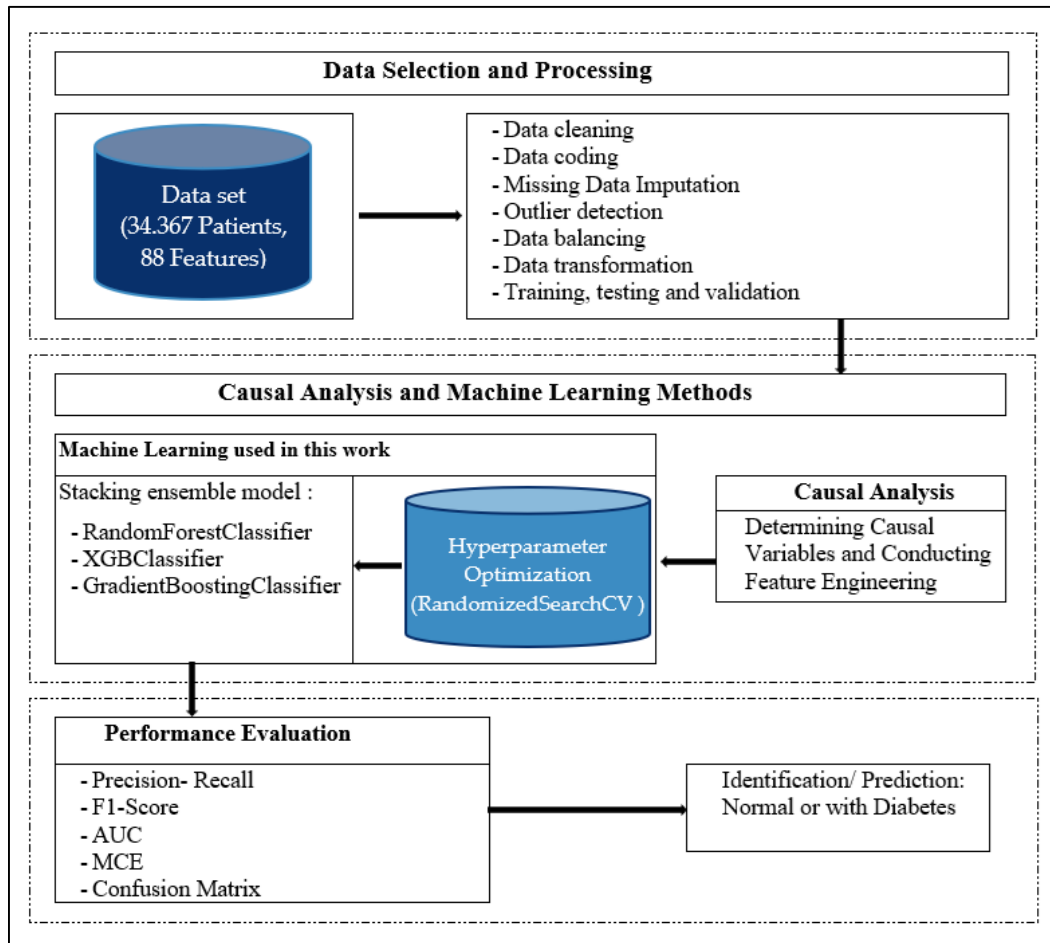 Data Selection and Processing
Data set
(34.367 Patients,
88 Features)
- Data cleaning
- Data coding
- Missing Data Imputation
- Outlier detection
- Data balancing
- Data transformation
- Training, testing and validation
Causal Analysis and Machine Learning Methods
Machine Learning used in this work
Stacking ensemble model :
- RandomForestClassifier
- XGBClassifier
- GradientBoostingClassifier
Hyperparameter
Optimization
(RandomizedSearchCV )
Causal Analysis
Determining Causal
Variables and Conducting
Feature Engineering
Performance Evaluation
- Precision- Recall
- F1-Score
- AUC
- MCE
- Confusion Matrix
Identification/ Prediction:
Normal or with Diabetes